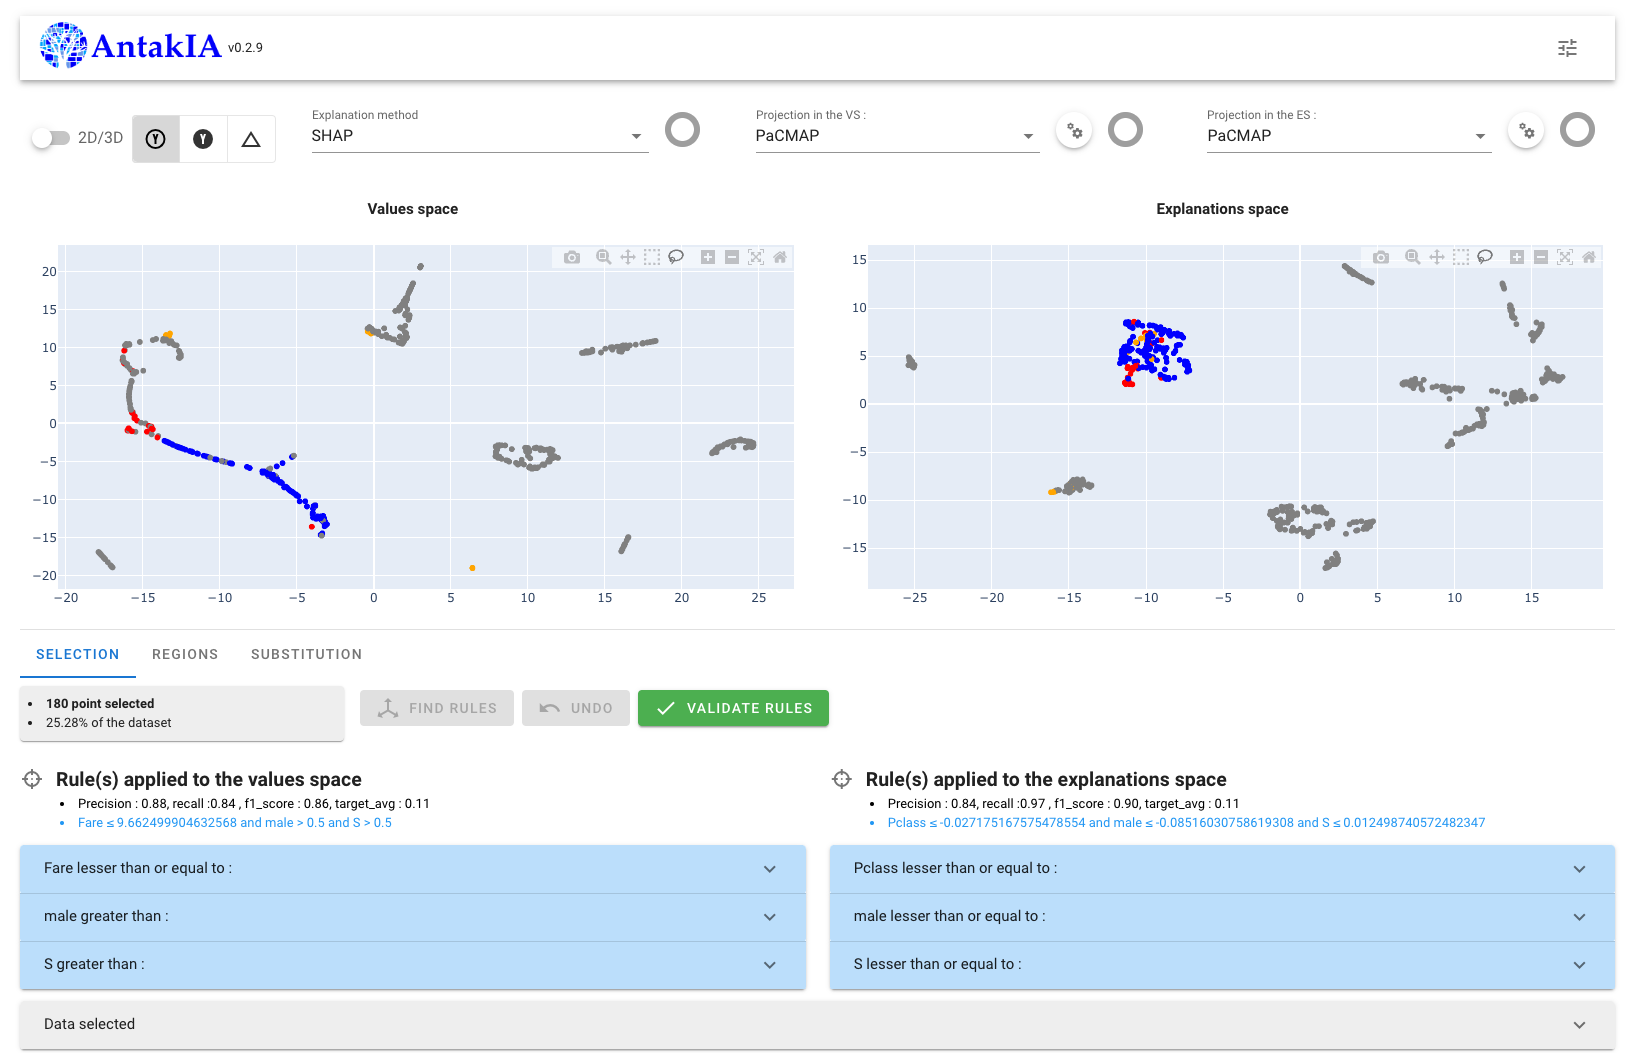 AntakIA v0.2.9
2D/3D
Explanation method
SHAP
Projection in the VS :
PaCMAP
Projection in the ES :
PaCMAP
Values space
20
15
10
5
0
−5
−10
−15
−20
−20 −15 −10 −5 0 5 10 15 20 25
Explanations space
15
10
5
0
−5
−10
−15
−25 −20 −15 −10 −5 0 5 10 15
SELECTION REGIONS SUBSTITUTION
180 point selected
25.28% of the dataset
FIND RULES UNDO VALIDATE RULES
Rule(s) applied to the values space
Precision : 0.88, recall :0.84 , f1_score : 0.86, target_avg : 0.11
Fare ≤ 9.662499904632568 and male > 0.5 and S > 0.5
Fare lesser than or equal to :
male greater than :
S greater than :
Rule(s) applied to the explanations space
Precision : 0.84, recall :0.97 , f1_score : 0.90, target_avg : 0.11
Pclass ≤ -0.027175167575478554 and male ≤ -0.08516030758619308 and S ≤ 0.012498740572482347
Pclass lesser than or equal to :
male lesser than or equal to :
S lesser than or equal to :
Data selected